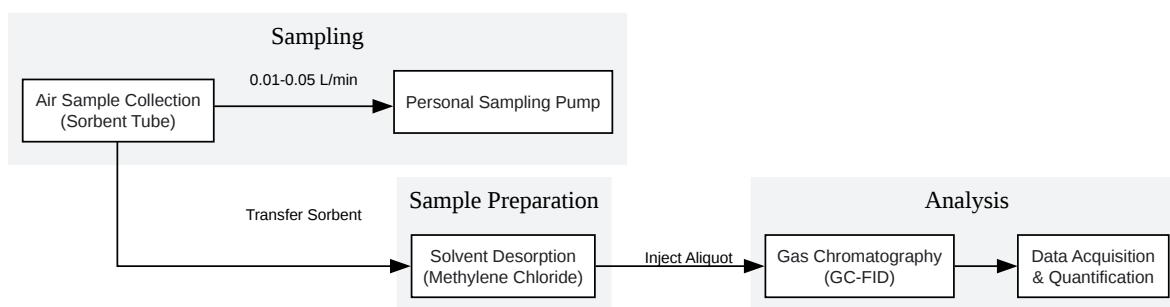 Sampling
0.01-0.05 L/min
Air Sample Collection
(Sorbent Tube)
Personal Sampling Pump
Transfer Sorbent
Sample Preparation
Solvent Desorption
(Methylene Chloride)
Inject Aliquot
Analysis
Gas Chromatography
(GC-FID)
Data Acquisition
& Quantification